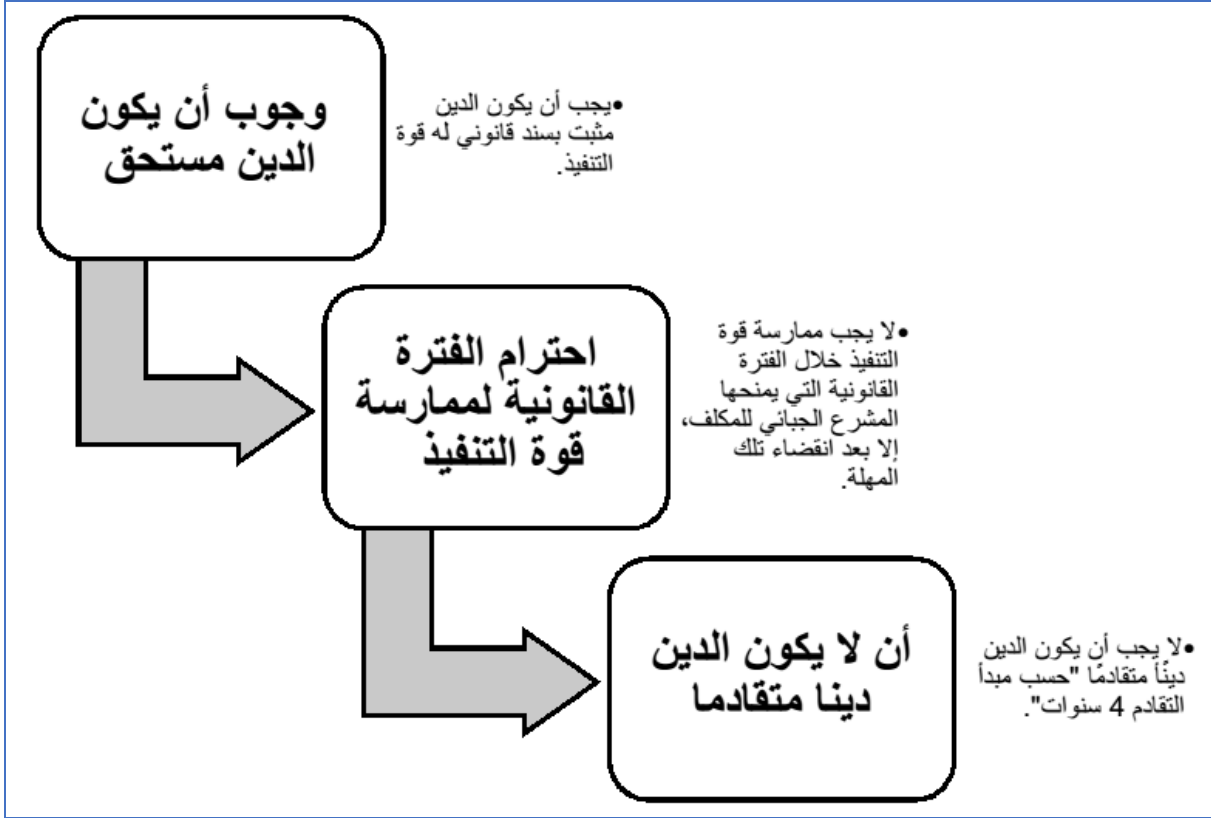 وجوب أن يكون
الدين مستحق
•يجب أن يكون الدين
مثبت بسند قانوني له قوة
التنفيذ.
احترام الفترة
القانونية لممارسة
قوة التنفيذ
•لا يجب ممارسة قوة
التنفيذ خلال الفترة
القانونية التي يمنحها
المشرع الجبائي للمكلف،
إلا بعد انقضاء تلك
المهلة.
أن لا يكون الدين
دينا متقادما
•لا يجب أن يكون الدين
دينًا متقادمًا "حسب مبدأ
التقادم 4 سنوات".